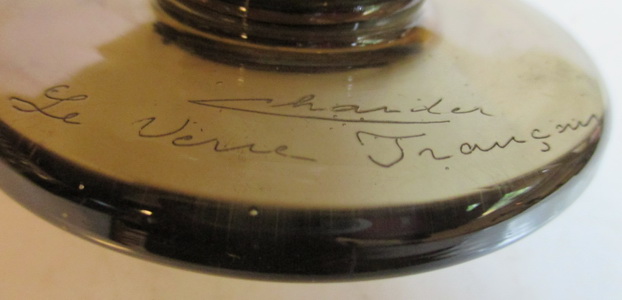 Charder
Le Verre Français